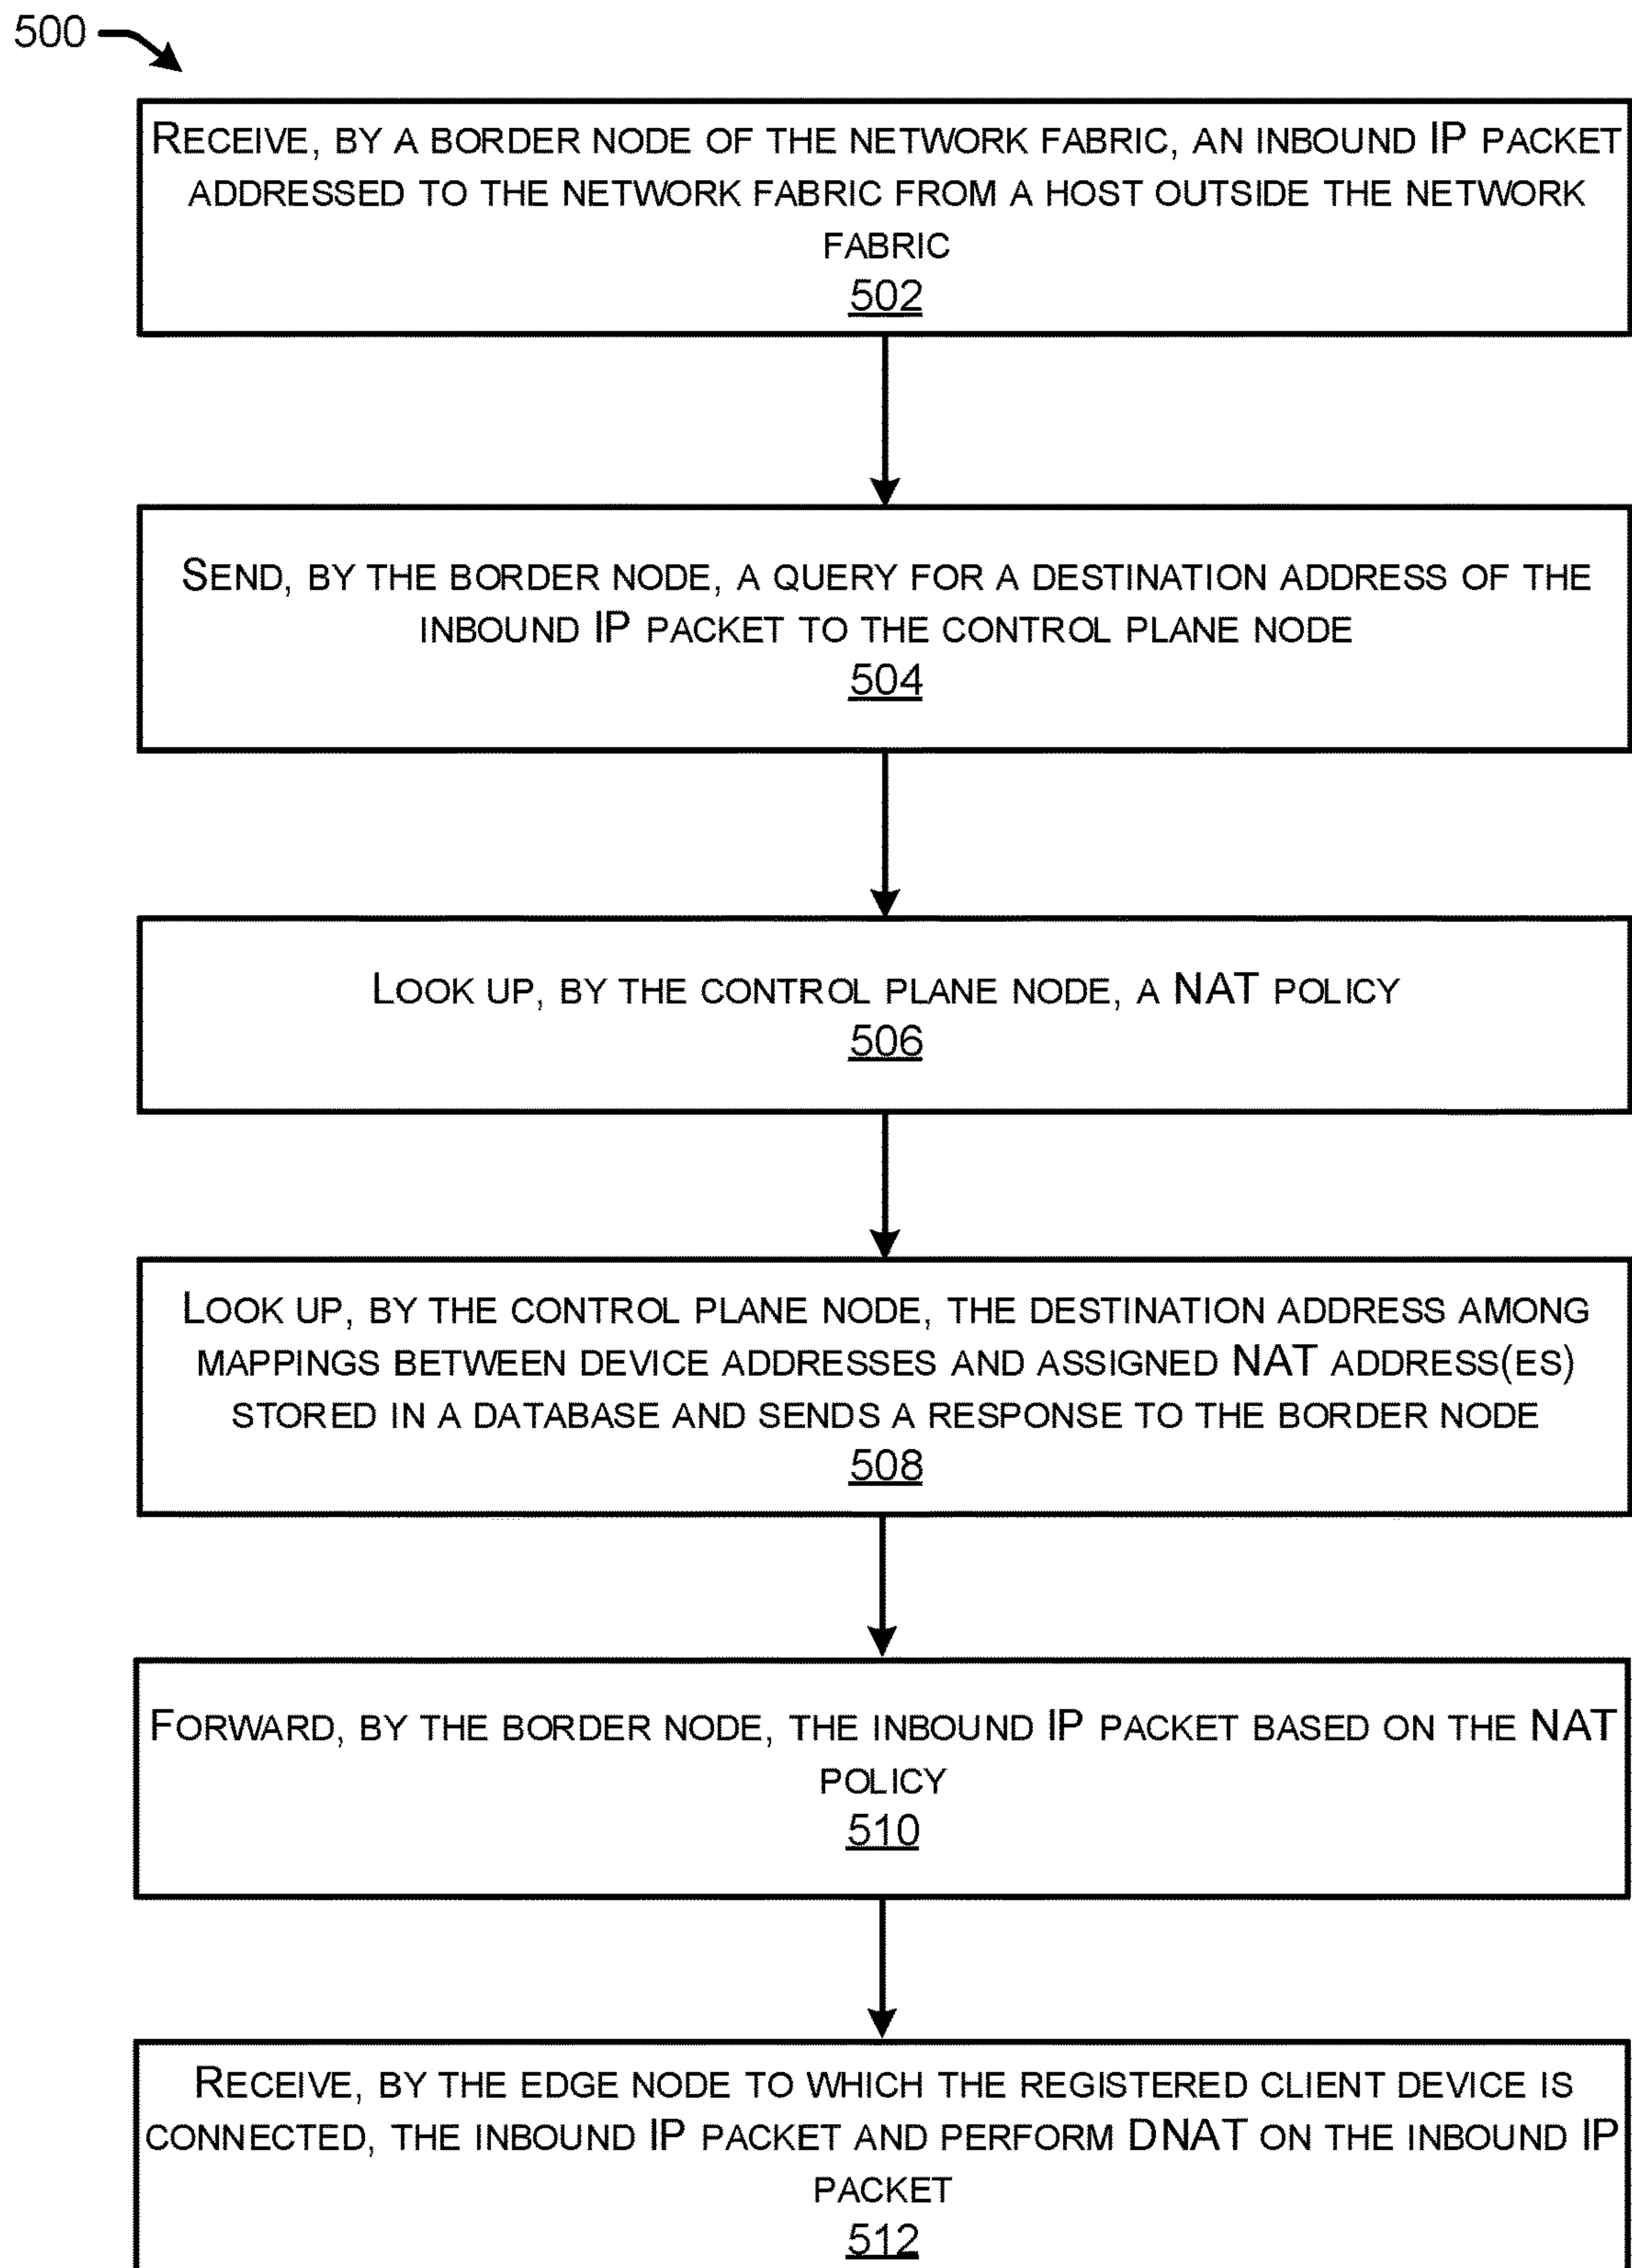 500
RECEIVE, BY A BORDER NODE OF THE NETWORK FABRIC, AN INBOUND IP PACKET
ADDRESSED TO THE NETWORK FABRIC FROM A HOST OUTSIDE THE NETWORK
FABRIC
502
SEND, BY THE BORDER NODE, A QUERY FOR A DESTINATION ADDRESS OF THE
INBOUND IP PACKET TO THE CONTROL PLANE NODE
504
LOOK UP, BY THE CONTROL PLANE NODE, A NAT POLICY
506
LOOK UP, BY THE CONTROL PLANE NODE, THE DESTINATION ADDRESS AMONG
MAPPINGS BETWEEN DEVICE ADDRESSES AND ASSIGNED NAT ADDRESS(ES)
STORED IN A DATABASE AND SENDS A RESPONSE TO THE BORDER NODE
508
FORWARD, BY THE BORDER NODE, THE INBOUND IP PACKET BASED ON THE NAT
POLICY
510
RECEIVE, BY THE EDGE NODE TO WHICH THE REGISTERED CLIENT DEVICE IS
CONNECTED, THE INBOUND IP PACKET AND PERFORM DNAT ON THE INBOUND IP
PACKET
512